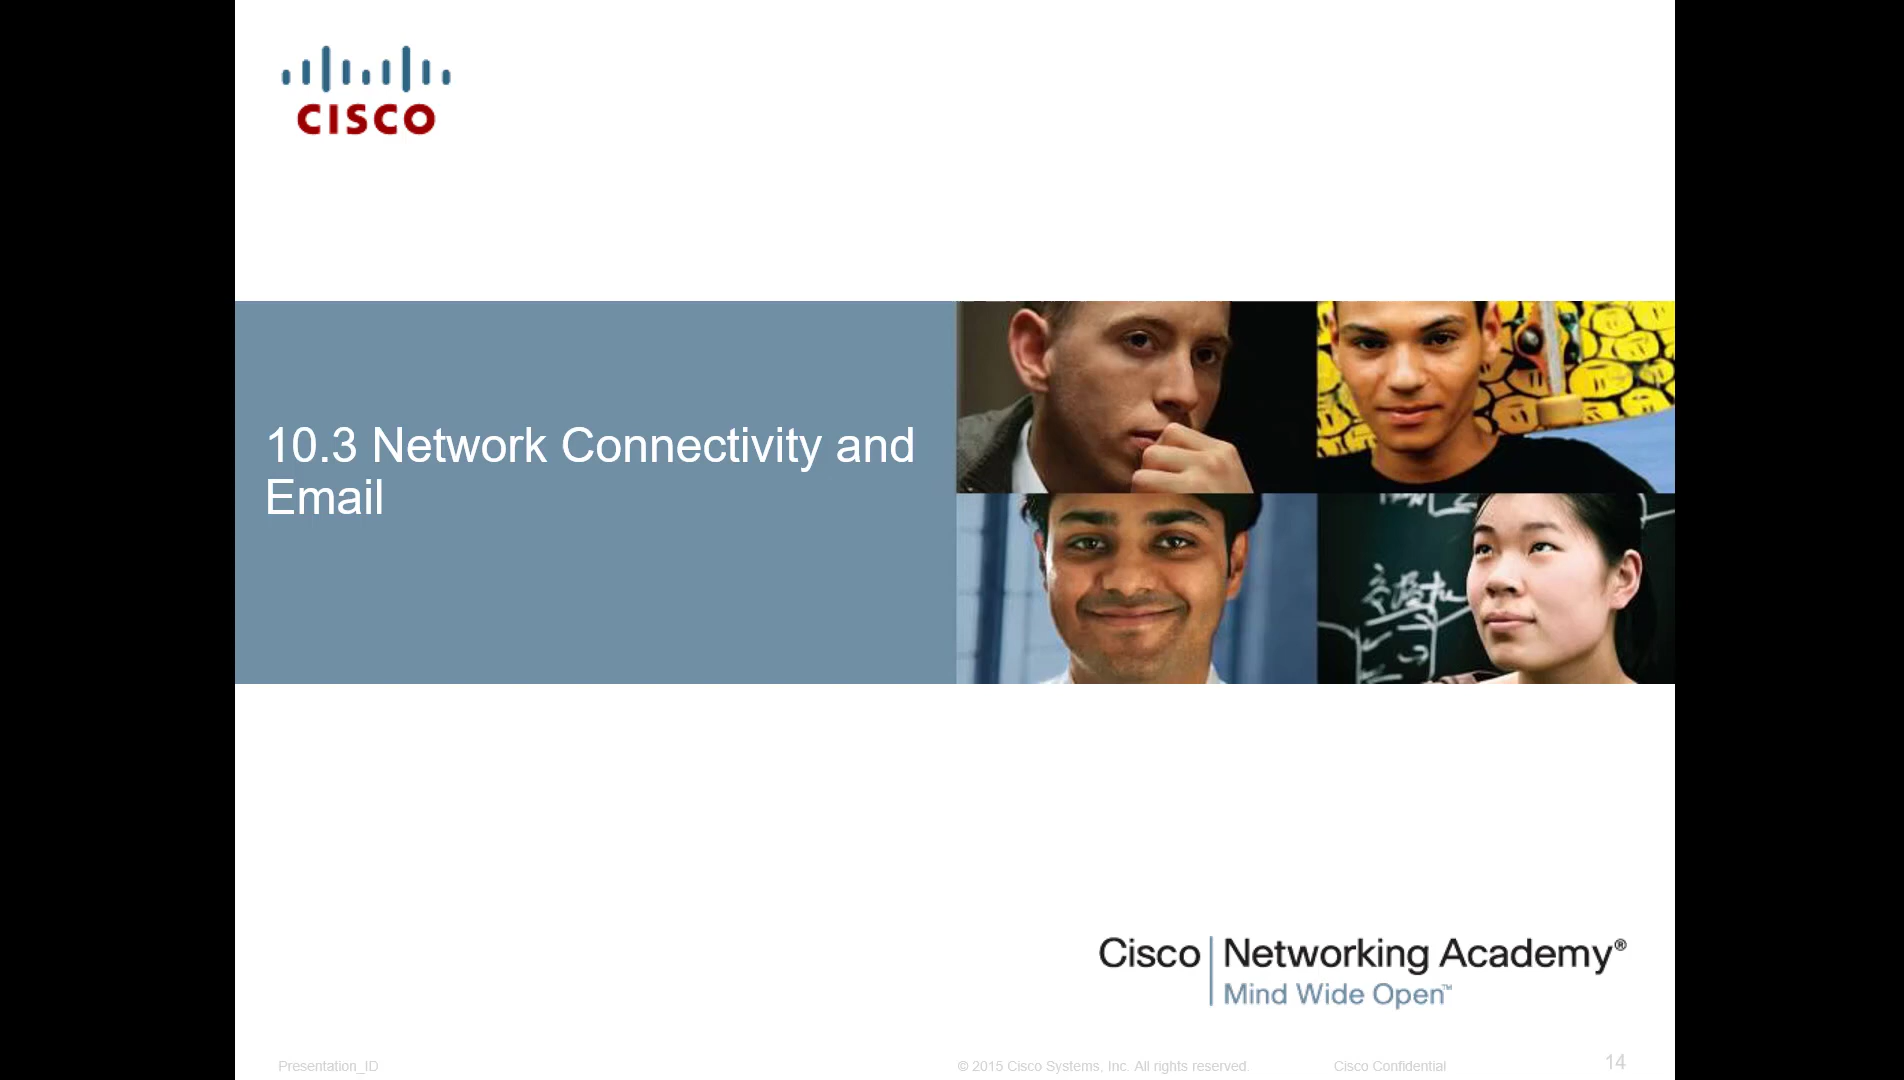 CISCO
10.3 Network Connectivity and
Email
Cisco Networking Academy®
Mind Wide Open™
Presentation_ID
© 2015 Cisco Systems, Inc. All rights reserved.
Cisco Confidential
14